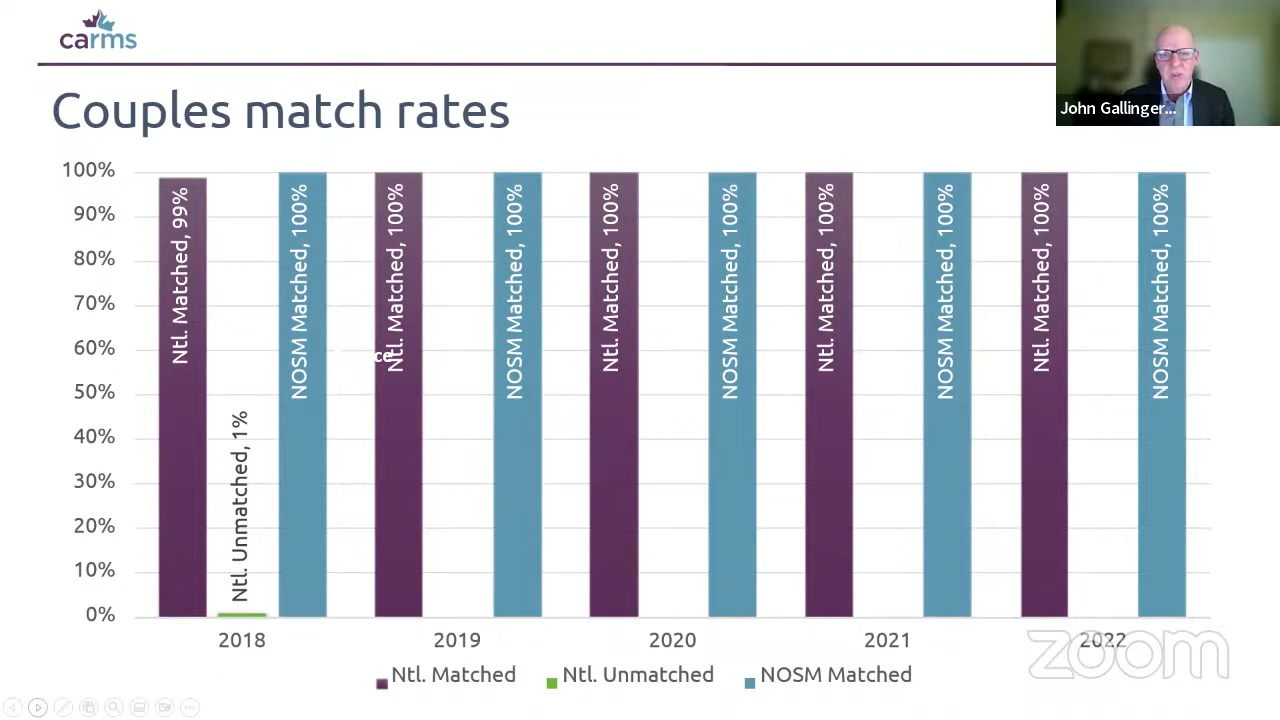 carms
John Gallinger...
Couples match rates
100%
90%
80%
70%
60%
50%
40%
30%
20%
10%
0%
Ntl. Matched, 99%
Ntl. Unmatched, 1%
NOSM Matched, 100%
Ntl. Matched, 100%
NOSM Matched, 100%
Ntl. Matched, 100%
NOSM Matched, 100%
Ntl. Matched, 100%
NOSM Matched, 100%
Ntl. Matched, 100%
NOSM Matched, 100%
2018 2019 2020 2021 2022
Ntl. Matched Ntl. Unmatched NOSM Matched
zoom